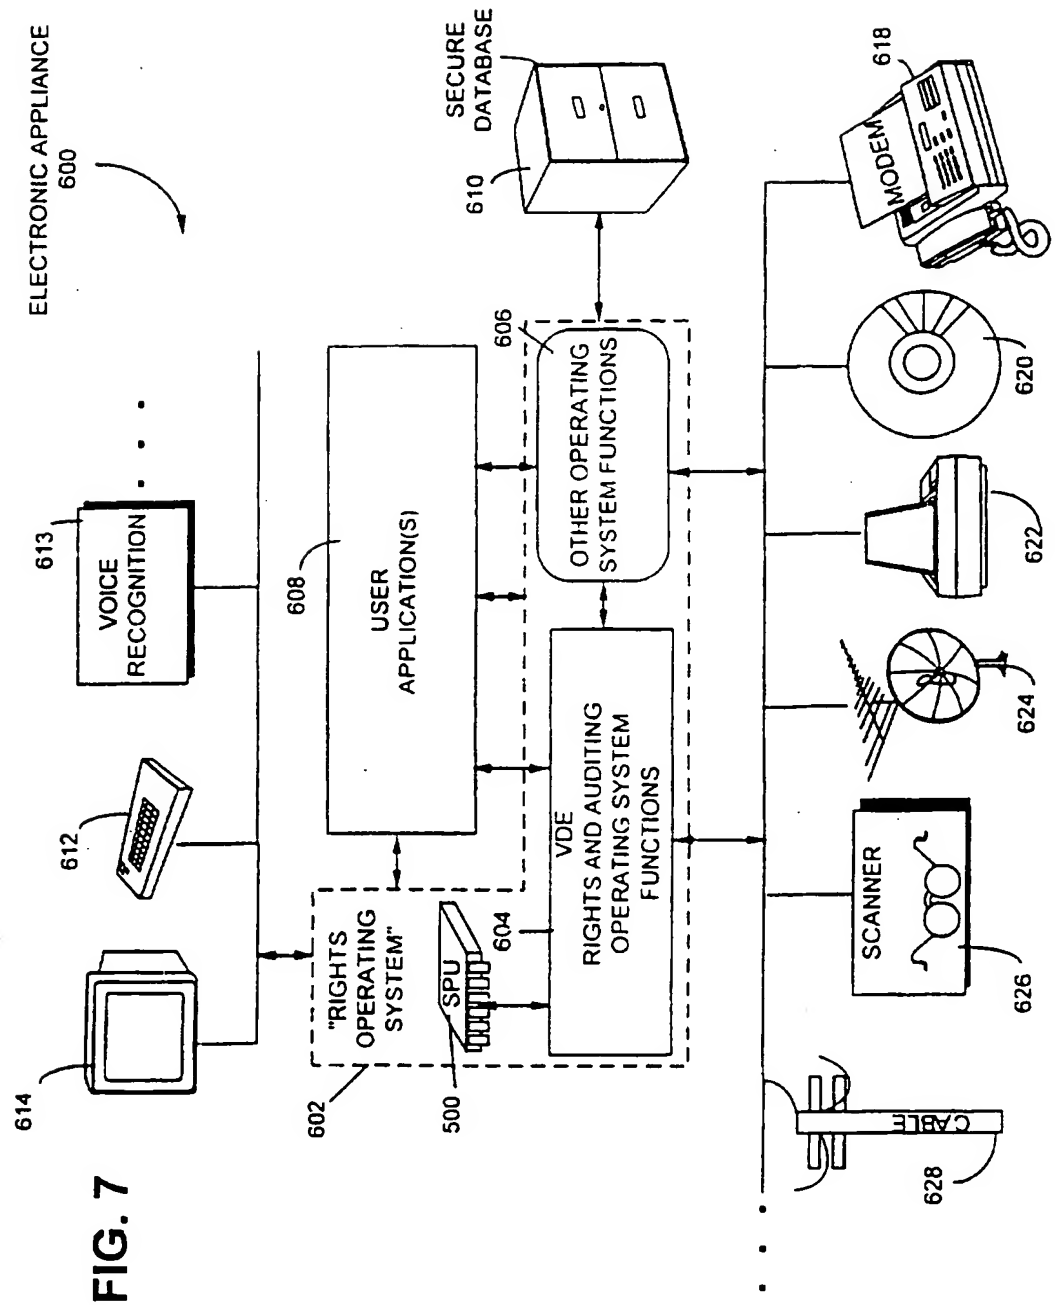 FIG. 7
ELECTRONIC APPLIANCE
600
614
612
613
VOICE
RECOGNITION
608
USER
APPLICATION(S)
602
"RIGHTS
OPERATING
SYSTEM"
500
SPU
604
VDE
RIGHTS AND AUDITING
OPERATING SYSTEM
FUNCTIONS
606
OTHER OPERATING
SYSTEM FUNCTIONS
610
SECURE
DATABASE
628
CABLE
SCANNER
626
624
622
620
MODEM
618